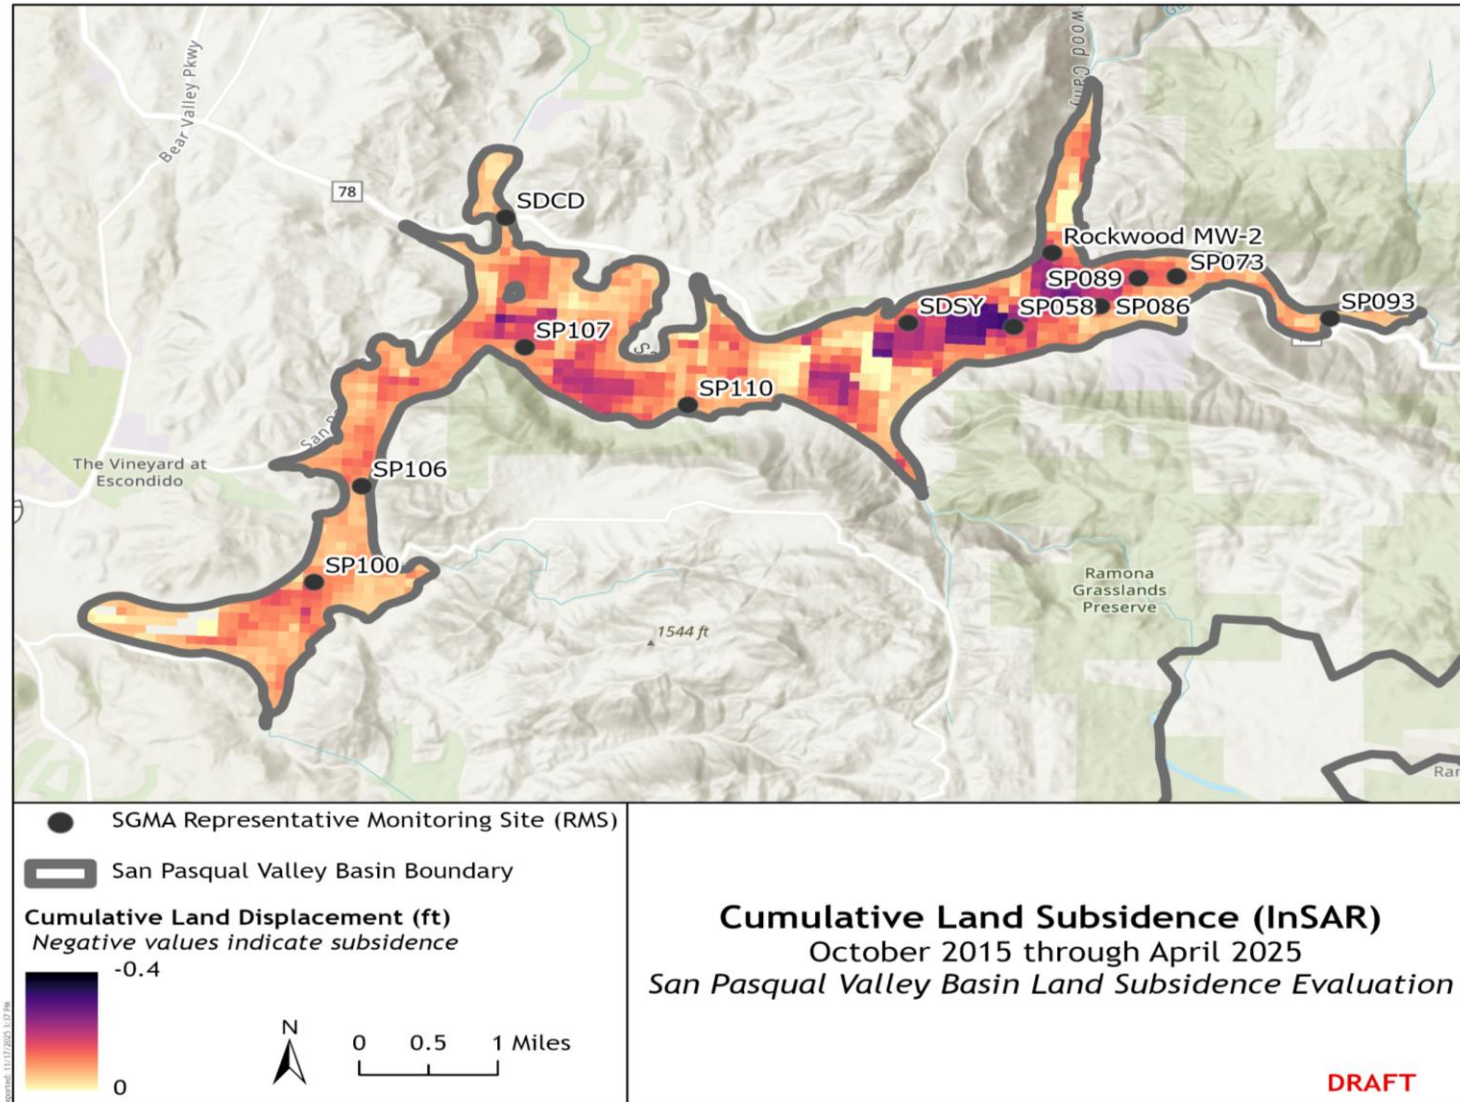 Bear Valley Pkwy
78
SDCD
Rockwood MW-2
SP073
SP089
SDSY
SP058
SP086
SP093
SP107
SP110
The Vineyard at
Escondido
SP106
SP100
Ramona
Grasslands
Preserve
1544 ft
SGMA Representative Monitoring Site (RMS)
San Pasqual Valley Basin Boundary
Cumulative Land Displacement (ft)
Negative values indicate subsidence
-0.4
0
N
0 0.5 1 Miles
Cumulative Land Subsidence (InSAR)
October 2015 through April 2025
San Pasqual Valley Basin Land Subsidence Evaluation
DRAFT